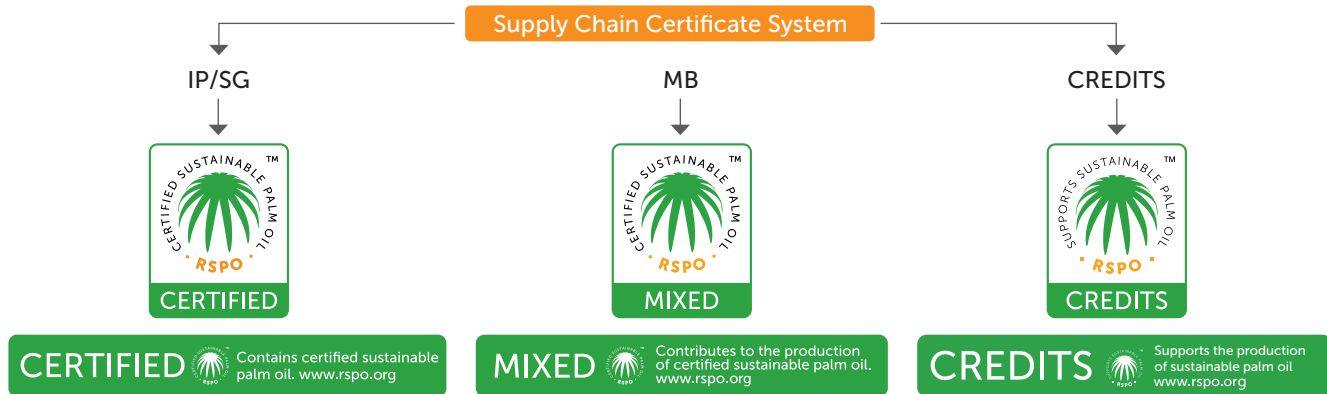 Supply Chain Certificate System
IP/SG
MB
CREDITS
CERTIFIED SUSTAINABLE PALM OIL
TM
RSPO
CERTIFIED
CERTIFIED SUSTAINABLE PALM OIL
TM
RSPO
MIXED
SUPPORTS SUSTAINABLE PALM OIL
TM
RSPO
CREDITS
CERTIFIED
RSPO
Contains certified sustainable
palm oil. www.rspo.org
MIXED
RSPO
Contributes to the production
of certified sustainable palm oil.
www.rspo.org
CREDITS
RSPO
Supports the production
of sustainable palm oil
www.rspo.org